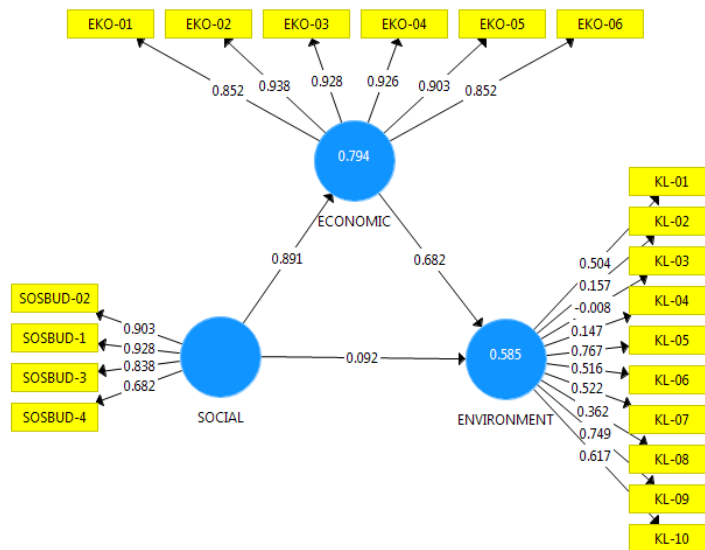 EKO-01 EKO-02 EKO-03 EKO-04 EKO-05 EKO-06
0.852 0.938 0.928 0.926 0.903 0.852
0.794
ECONOMIC
KL-01
KL-02
KL-03
KL-04
KL-05
KL-06
KL-07
KL-08
KL-09
KL-10
0.504
0.157
-0.008
0.147
0.767
0.516
0.522
0.362
0.749
0.617
0.891
0.682
SOSBUD-02
SOSBUD-1
SOSBUD-3
SOSBUD-4
0.903
0.928
0.838
0.682
0.092
0.585
SOCIAL
ENVIRONMENT